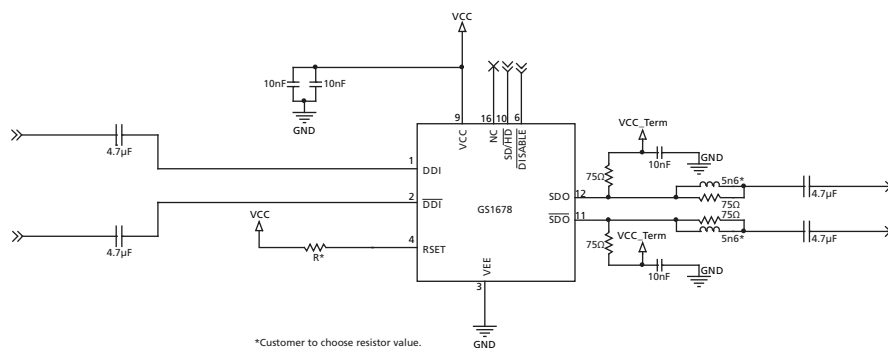 VCC
10nF
10nF
GND
9
16
10
6
VCC
NC
SD/HD
DISABLE
VCC_Term
10nF
GND
75Ω
4.7µF
1
DDI
5n6*
12
SDO
75Ω
4.7µF
2
DDI
GS1678
11
SDO
75Ω
5n6*
4.7µF
4.7µF
VCC
R*
4
RSET
75Ω
VCC_Term
10nF
GND
VEE
3
GND
*Customer to choose resistor value.